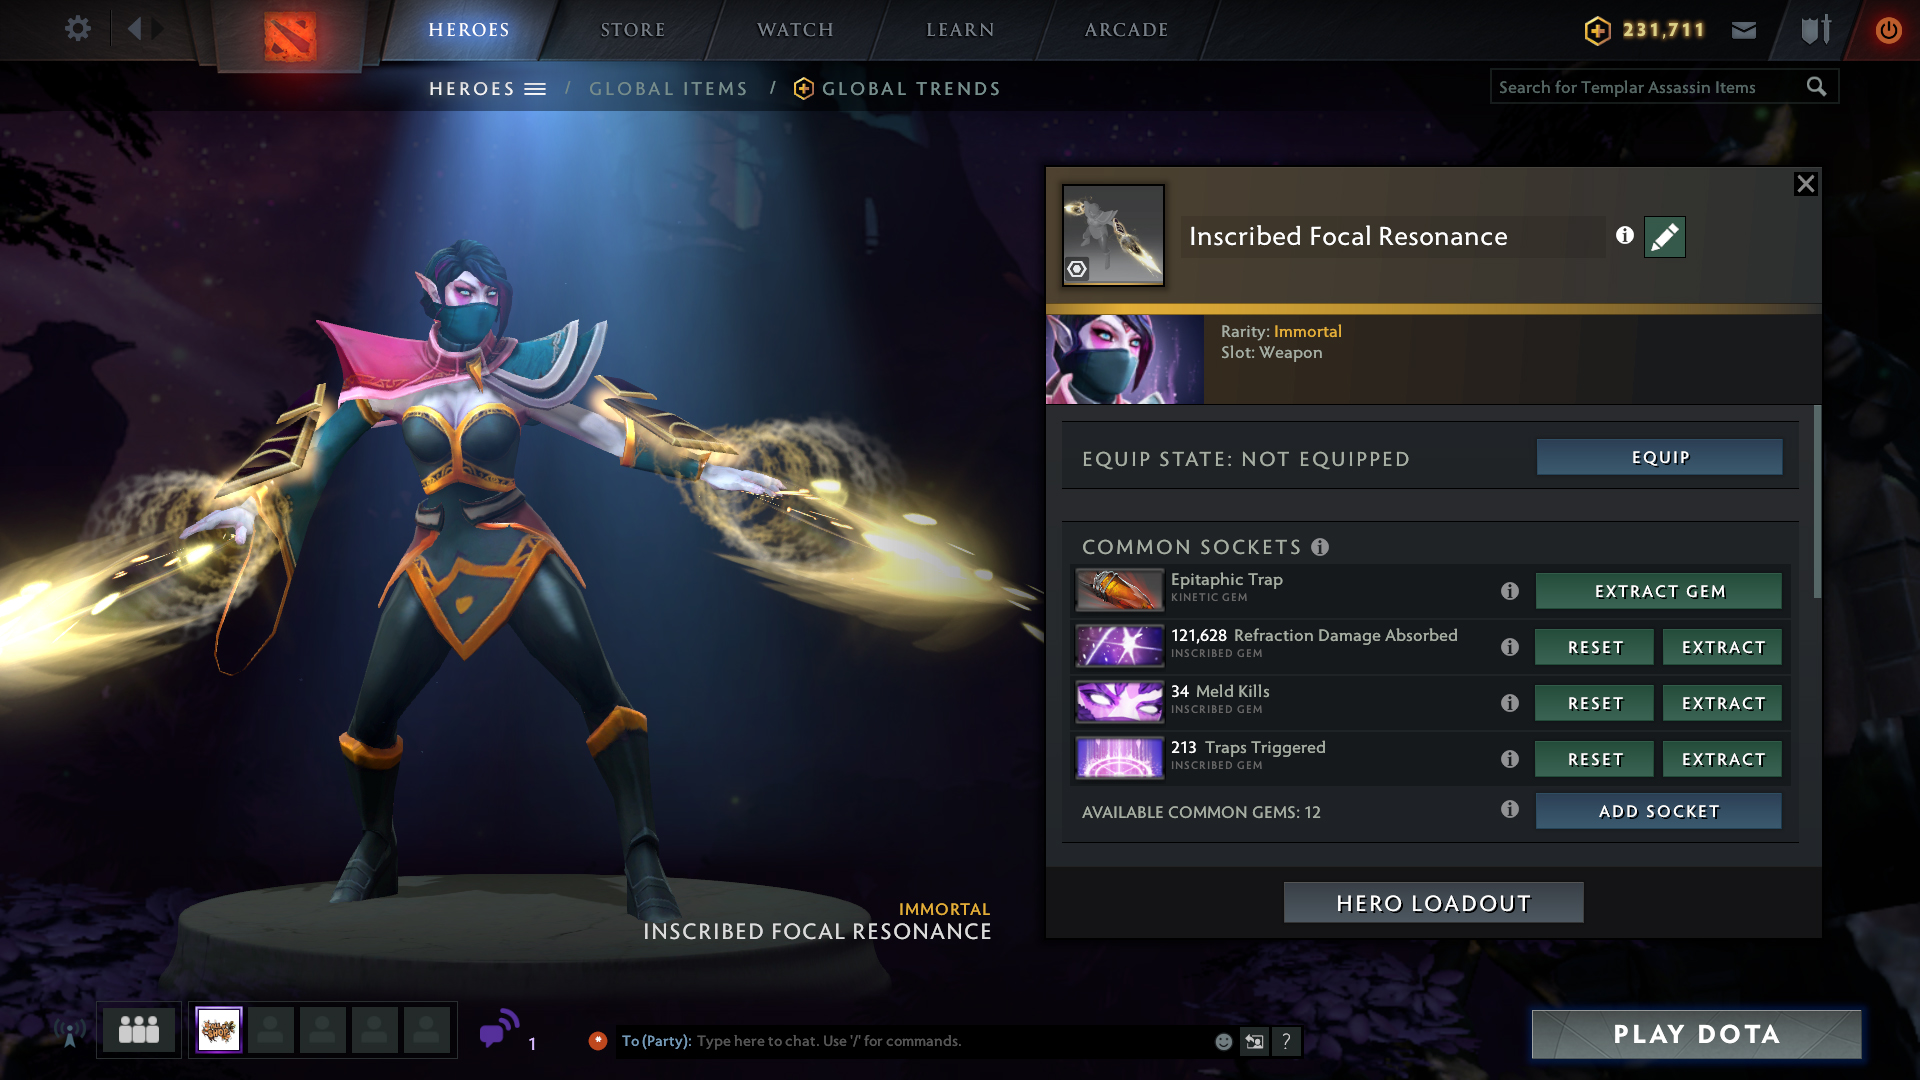 HEROES
STORE
WATCH
LEARN
ARCADE
231,711
HEROES / GLOBAL ITEMS / GLOBAL TRENDS
Search for Templar Assassin Items
Inscribed Focal Resonance
Rarity: Immortal
Slot: Weapon
EQUIP STATE: NOT EQUIPPED
EQUIP
COMMON SOCKETS
Epitaphic Trap
KINETIC GEM
EXTRACT GEM
121,628 Refraction Damage Absorbed
INSCRIBED GEM
RESET
EXTRACT
34 Meld Kills
INSCRIBED GEM
RESET
EXTRACT
213 Traps Triggered
INSCRIBED GEM
RESET
EXTRACT
AVAILABLE COMMON GEMS: 12
ADD SOCKET
HERO LOADOUT
IMMORTAL
INSCRIBED FOCAL RESONANCE
1
To (Party): Type here to chat. Use '/' for commands.
?
PLAY DOTA